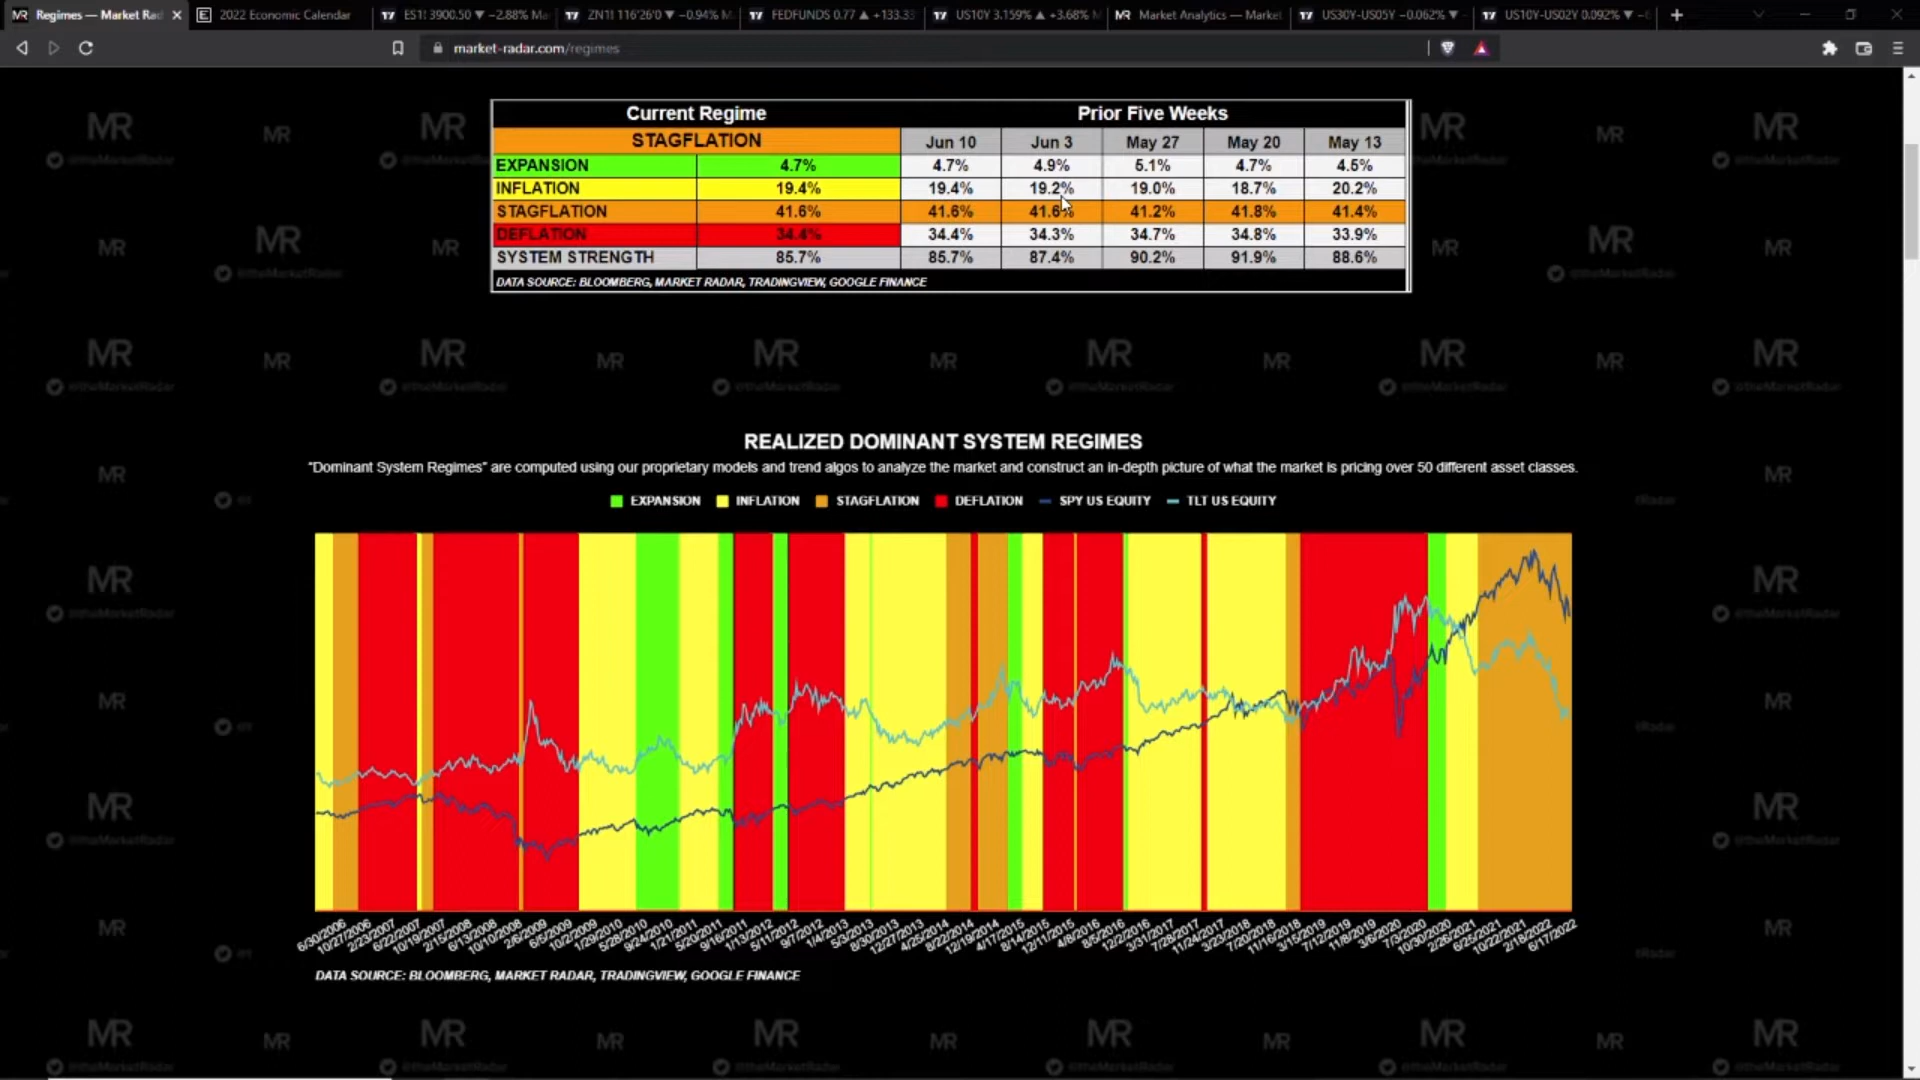 MR Regimes — Market Rad
2022 Economic Calendar
ES1! 3900.50 ▼ −2.88% Ma
ZN1! 116'26'0 ▼ −0.94% M
FEDFUNDS 0.77 ▲ +133.33
US10Y 3.159% ▲ +3.68% M
MR Market Analytics — Market
US30Y-US05Y −0.062% ▼
US10Y-US02Y 0.092% ▼
market-radar.com/regimes
Current Regime Prior Five Weeks
STAGFLATION Jun 10 Jun 3 May 27 May 20 May 13
EXPANSION 4.7% 4.7% 4.9% 5.1% 4.7% 4.5%
INFLATION 19.4% 19.4% 19.2% 19.0% 18.7% 20.2%
STAGFLATION 41.6% 41.6% 41.6% 41.2% 41.8% 41.4%
DEFLATION 34.4% 34.4% 34.3% 34.7% 34.8% 33.9%
SYSTEM STRENGTH 85.7% 85.7% 87.4% 90.2% 91.9% 88.6%
DATA SOURCE: BLOOMBERG, MARKET RADAR, TRADINGVIEW, GOOGLE FINANCE
REALIZED DOMINANT SYSTEM REGIMES
"Dominant System Regimes" are computed using our proprietary models and trend algos to analyze the market and construct an in-depth picture of what the market is pricing over 50 different asset classes.
EXPANSION INFLATION STAGFLATION DEFLATION SPY US EQUITY TLT US EQUITY
6/30/2006 10/27/2006 2/23/2007 6/22/2007 10/19/2007 2/15/2008 6/13/2008 10/10/2008 2/6/2009 6/5/2009 10/2/2009 1/29/2010 5/28/2010 9/24/2010 1/21/2011 5/20/2011 9/16/2011 1/13/2012 5/11/2012 9/7/2012 1/4/2013 5/3/2013 8/30/2013 12/27/2013 4/25/2014 8/22/2014 12/19/2014 4/17/2015 8/14/2015 12/11/2015 4/8/2016 8/5/2016 12/2/2016 3/31/2017 7/28/2017 11/24/2017 3/23/2018 7/20/2018 11/16/2018 3/15/2019 7/12/2019 11/8/2019 3/6/2020 7/3/2020 10/30/2020 2/26/2021 6/25/2021 10/22/2021 2/18/2022 6/17/2022
DATA SOURCE: BLOOMBERG, MARKET RADAR, TRADINGVIEW, GOOGLE FINANCE